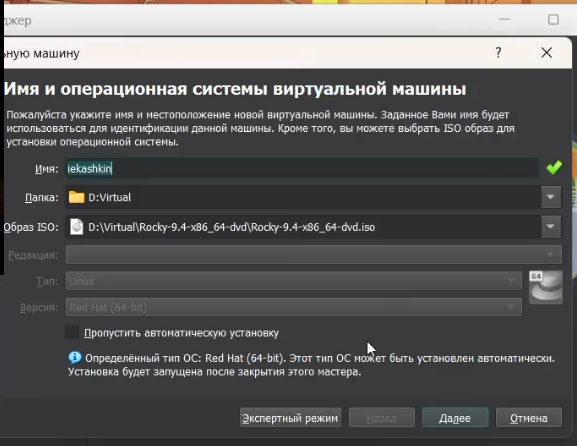 джер
ьную машину
?
Имя и операционная системы виртуальной машины
Пожалуйста укажите имя и местоположение новой виртуальной машины. Заданное Вами имя будет
использоваться для идентификации данной машины. Кроме того, вы можете выбрать ISO образ для
установки операционной системы.
Имя: iekashkin
Папка: D:Virtual
Образ ISO: D:\Virtual\Rocky-9.4-x86_64-dvd\Rocky-9.4-x86_64-dvd.iso
Редакция:
Тип: Linux
64
Версия: Red Hat (64-bit)
Пропустить автоматическую установку
Определённый тип ОС: Red Hat (64-bit). Этот тип ОС может быть установлен автоматически.
Установка будет запущена после закрытия этого мастера.
Экспертный режим Назад Далее Отмена